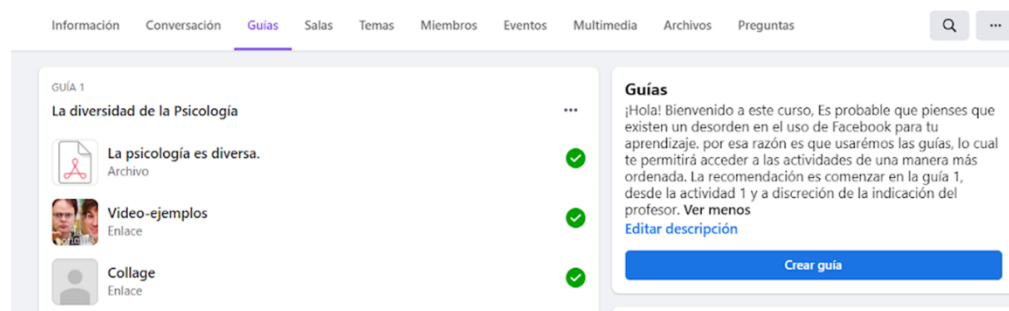 Información Conversación Guías Salas Temas Miembros Eventos Multimedia Archivos Preguntas
GUÍA 1
La diversidad de la Psicología
La psicología es diversa.
Archivo
Video-ejemplos
Enlace
Collage
Enlace
Guías
¡Hola! Bienvenido a este curso, Es probable que pienses que
existen un desorden en el uso de Facebook para tu
aprendizaje. por esa razón es que usarémos las guías, lo cual
te permitirá acceder a las actividades de una manera más
ordenada. La recomendación es comenzar en la guía 1,
desde la actividad 1 y a discreción de la indicación del
profesor. Ver menos
Editar descripción
Crear guía